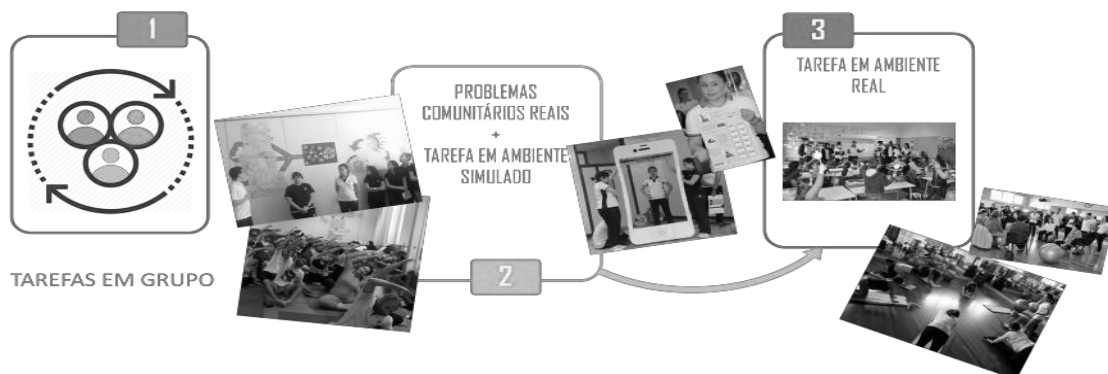 1
TAREFAS EM GRUPO
PROBLEMAS
COMUNITÁRIOS REAIS
+
TAREFA EM AMBIENTE
SIMULADO
2
3
TAREFA EM AMBIENTE
REAL